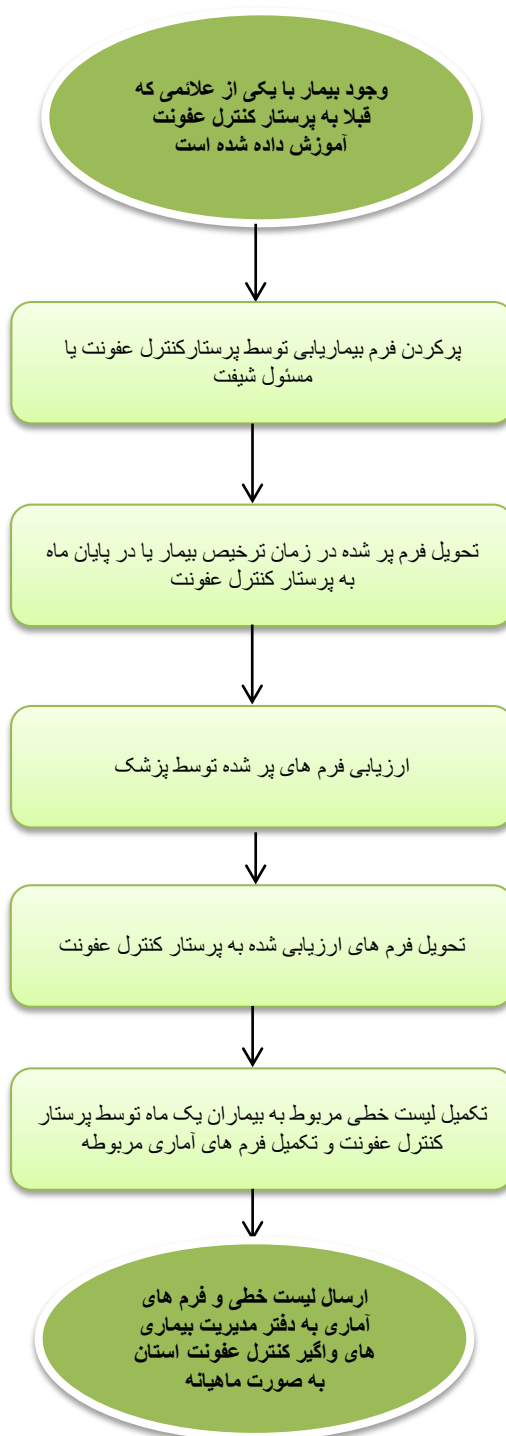 وجود بیمار با یکی از علائمی که
قبلا به پرستار کنترل عفونت
آموزش داده شده است
پرکردن فرم بیماریابی توسط پرستارکنترل عفونت یا
مسئول شیفت
تحویل فرم پر شده در زمان ترخیص بیمار یا در پایان ماه
به پرستار کنترل عفونت
ارزیابی فرم های پر شده توسط پزشک
تحویل فرم های ارزیابی شده به پرستار کنترل عفونت
تکمیل لیست خطی مربوط به بیماران یک ماه توسط پرستار
کنترل عفونت و تکمیل فرم های آماری مربوطه
ارسال لیست خطی و فرم های
آماری به دفتر مدیریت بیماری
های واگیر کنترل عفونت استان
به صورت ماهیانه